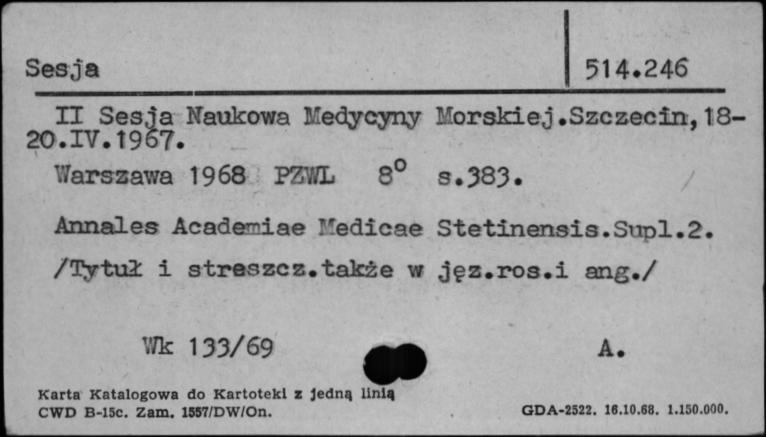 Sesja 514.246
II Sesja Naukowa Medycyny Morskiej.Szczecin,18-
20.IV.1967.
Warszawa 1968 PZWL 8° s.383.
Annales Academiae Medicae Stetinensis.Supl.2.
/Tytuł i streszcz.także w jęz.ros.i ang./
Wk 133/69 A.
Karta Katalogowa do Kartoteki z jedną linią
CWD B-15c. Zam. 1557/DW/On. GDA-2522. 16.10.68. 1.150.000.